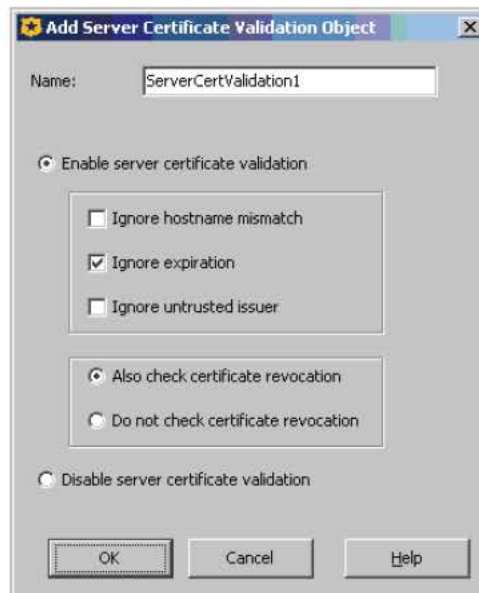 Add Server Certificate Validation Object
Name: ServerCertValidation1
Enable server certificate validation
Ignore hostname mismatch
Ignore expiration
Ignore untrusted issuer
Also check certificate revocation
Do not check certificate revocation
Disable server certificate validation
OK Cancel Help